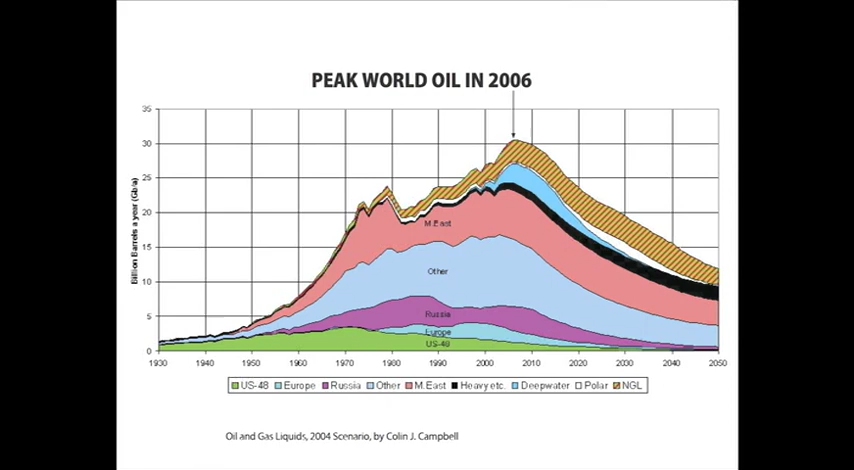 PEAK WORLD OIL IN 2006
Billion Barrels a year (Gb/a)
35
30
25
20
15
10
5
0
M.East
Other
Russia
Europe
US-48
1930 1940 1950 1960 1970 1980 1990 2000 2010 2020 2030 2040 2050
US-48 Europe Russia Other M.East Heavy etc. Deepwater Polar NGL
Oil and Gas Liquids, 2004 Scenario, by Colin J. Campbell